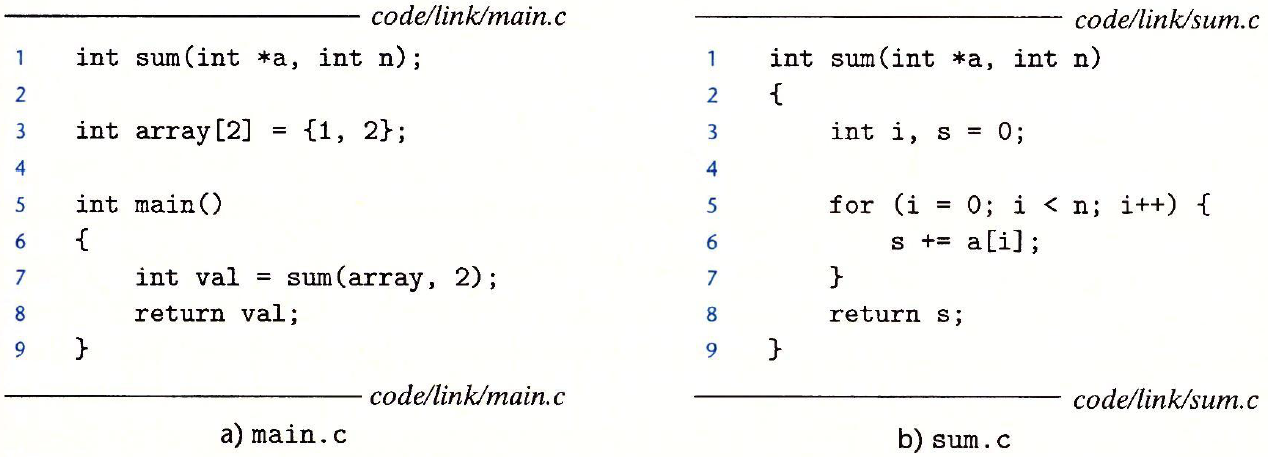 code/link/main.c
1 int sum(int *a, int n);
2
3 int array[2] = {1, 2};
4
5 int main()
6 {
7 int val = sum(array, 2);
8 return val;
9 }
code/link/main.c
a) main.c
code/link/sum.c
1 int sum(int *a, int n)
2 {
3 int i, s = 0;
4
5 for (i = 0; i < n; i++) {
6 s += a[i];
7 }
8 return s;
9 }
code/link/sum.c
b) sum.c